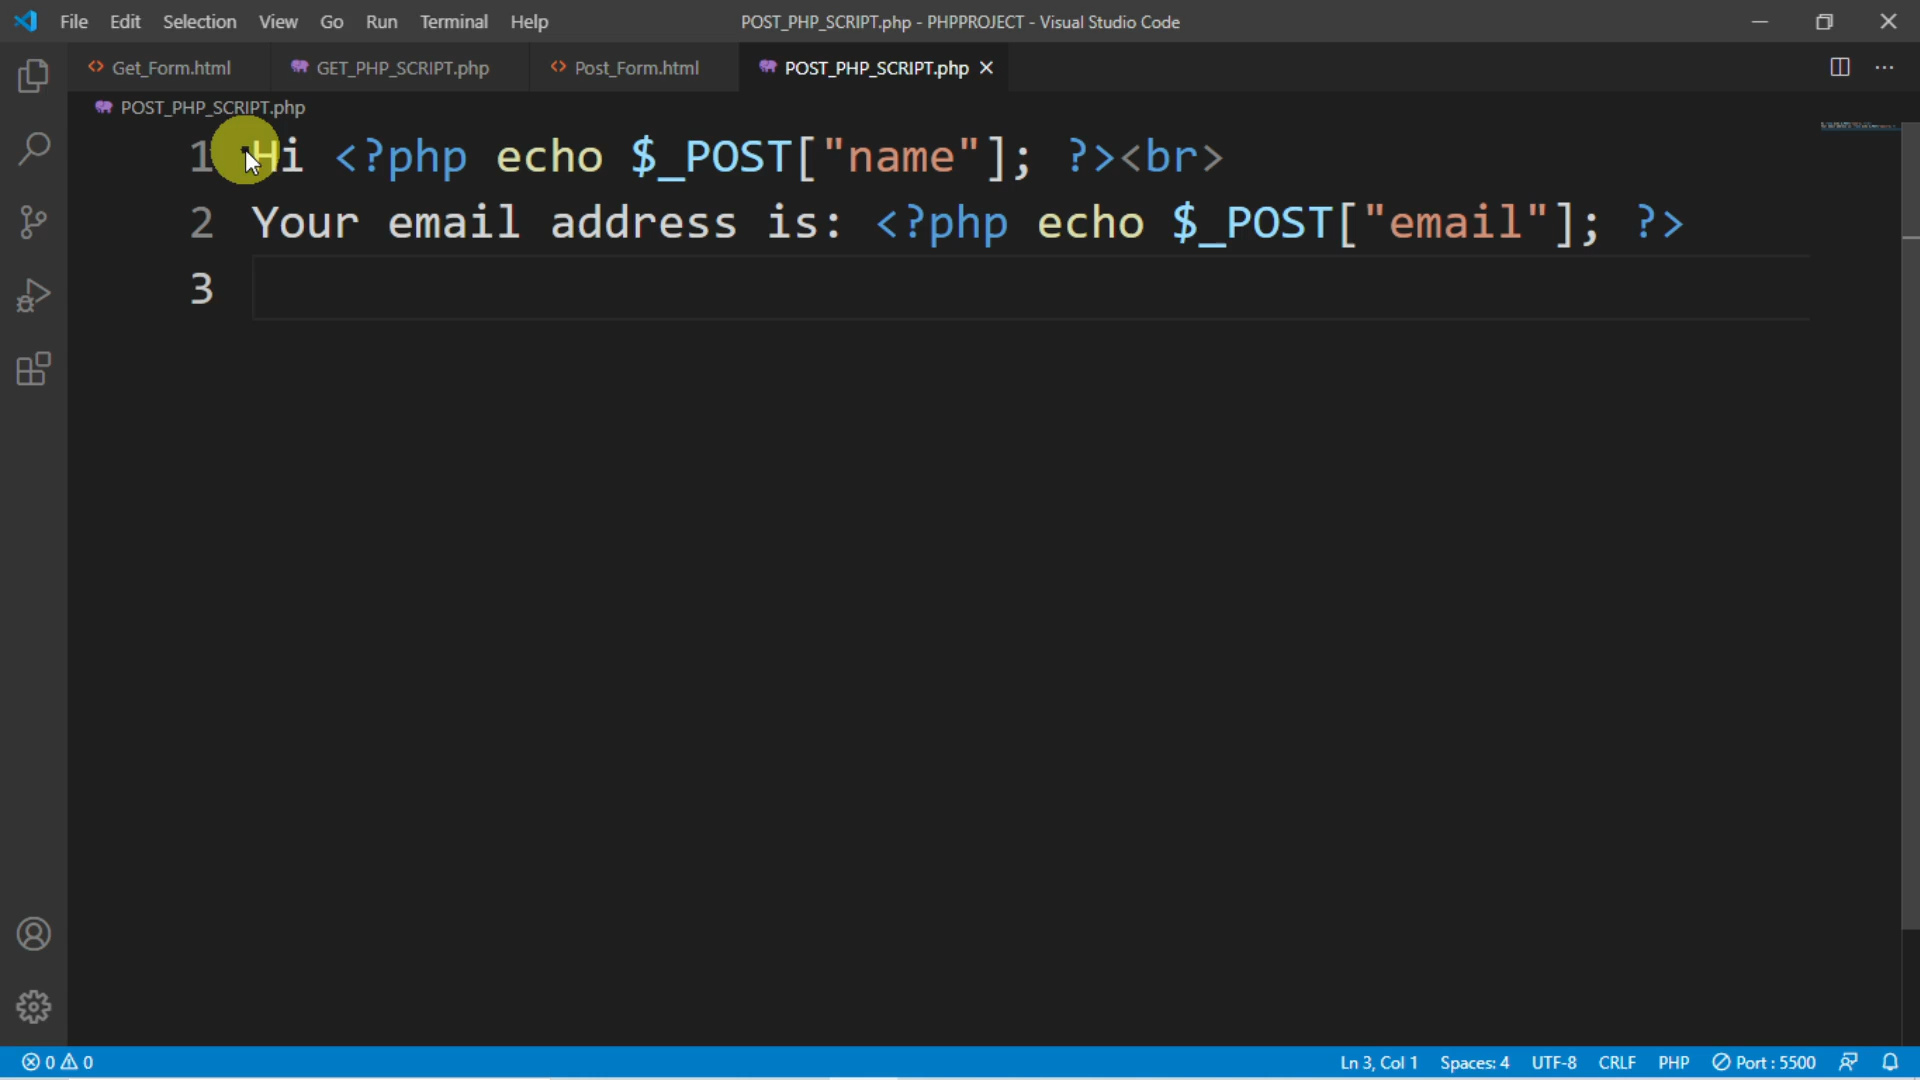 File Edit Selection View Go Run Terminal Help POST_PHP_SCRIPT.php - PHPPROJECT - Visual Studio Code
Get_Form.html GET_PHP_SCRIPT.php Post_Form.html POST_PHP_SCRIPT.php
POST_PHP_SCRIPT.php
1 Hi <?php echo $_POST["name"]; ?><br>
2 Your email address is: <?php echo $_POST["email"]; ?>
3
0 0 Ln 3, Col 1 Spaces: 4 UTF-8 CRLF PHP Port : 5500